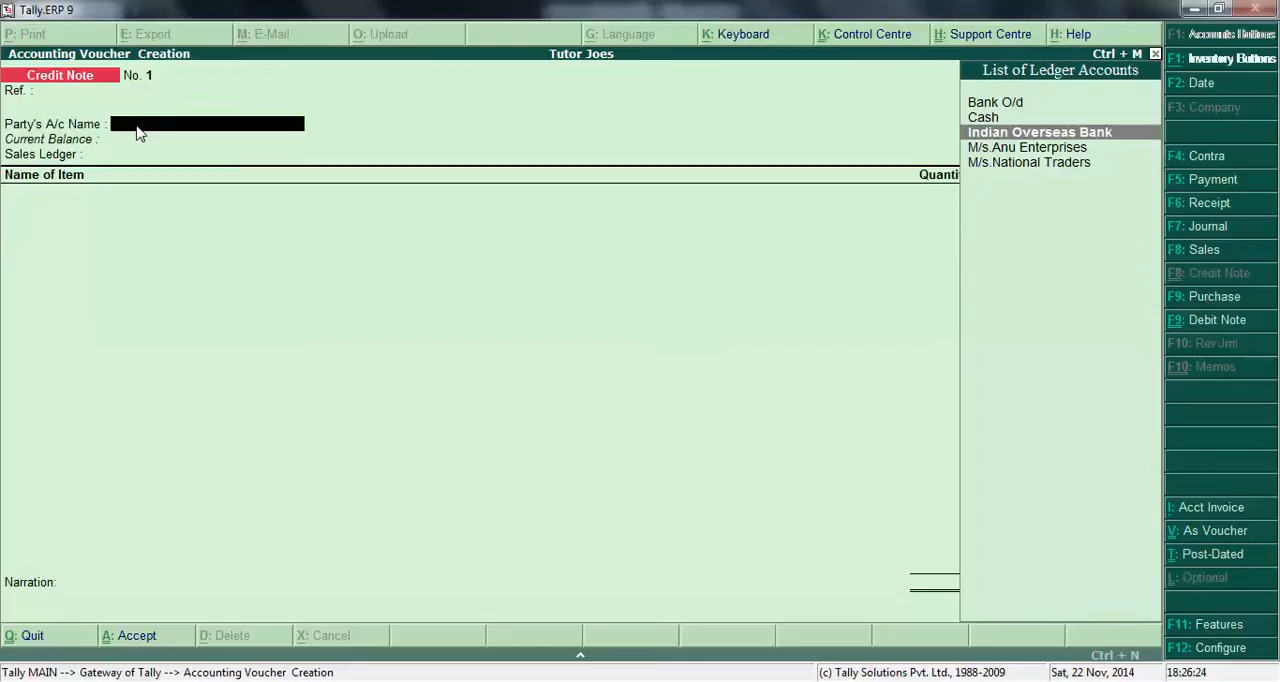 Tally.ERP 9
P: Print
E: Export
M: E-Mail
O: Upload
G: Language
K: Keyboard
K: Control Centre
H: Support Centre
H: Help
Accounting Voucher Creation
Tutor Joes
Ctrl + M
Credit Note
No. 1
Ref. :
Party's A/c Name :
Current Balance :
Sales Ledger :
Name of Item
Quanti
List of Ledger Accounts
Bank O/d
Cash
Indian Overseas Bank
M/s.Anu Enterprises
M/s.National Traders
F1: Accounts Buttons
F1: Inventory Buttons
F2: Date
F3: Company
F4: Contra
F5: Payment
F6: Receipt
F7: Journal
F8: Sales
F8: Credit Note
F9: Purchase
F9: Debit Note
F10: Rev Jrnl
F10: Memos
I: Acct Invoice
V: As Voucher
T: Post-Dated
L: Optional
F11: Features
F12: Configure
Narration:
Q: Quit
A: Accept
D: Delete
X: Cancel
Ctrl + N
Tally MAIN --> Gateway of Tally --> Accounting Voucher Creation
(c) Tally Solutions Pvt. Ltd., 1988-2009
Sat, 22 Nov, 2014
18:26:24